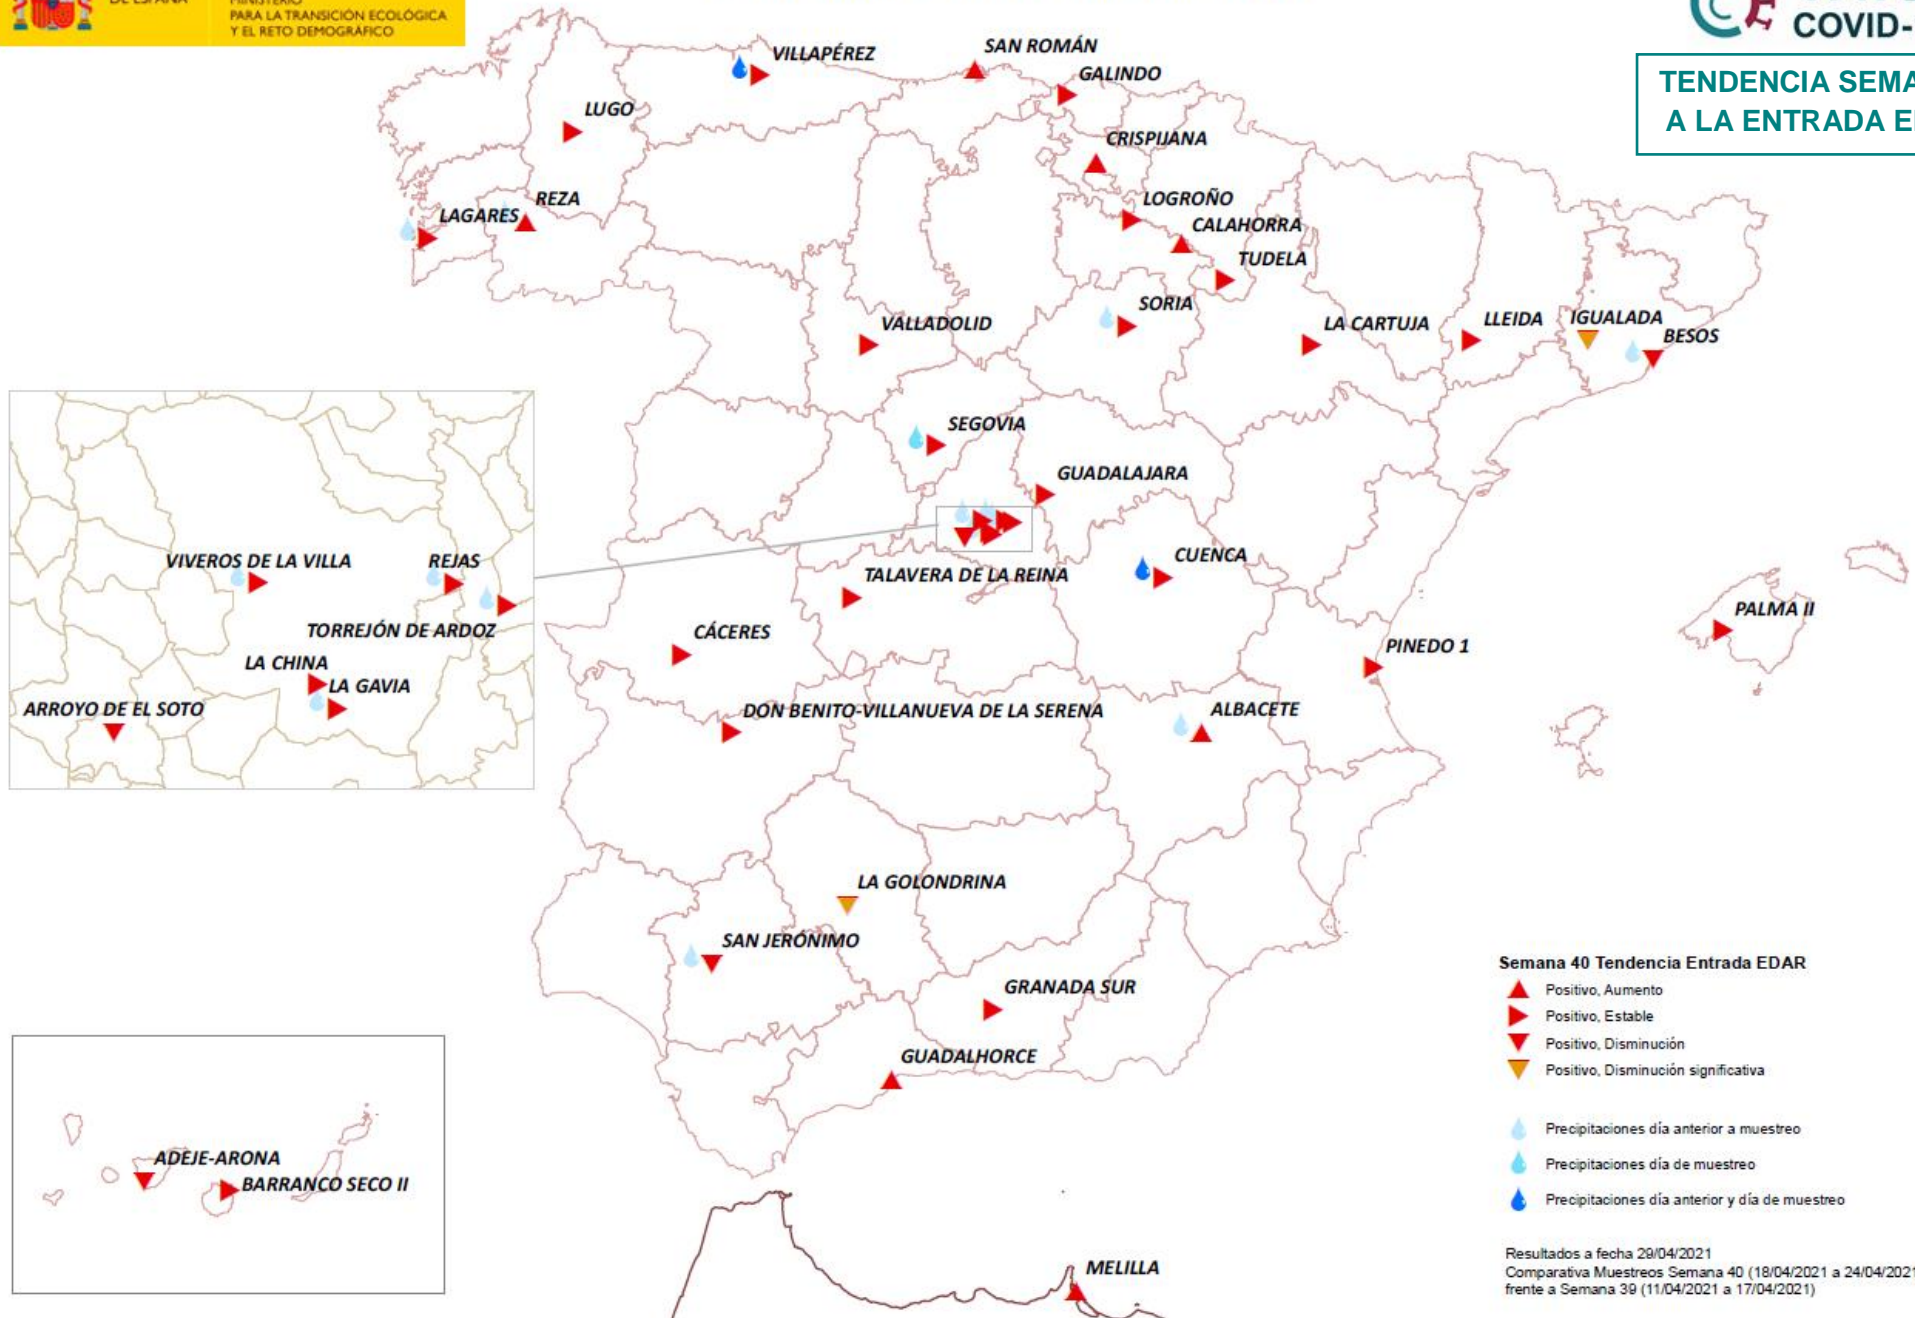 DE ESPAÑA
MINISTERIO
PARA LA TRANSICIÓN ECOLÓGICA
Y EL RETO DEMOGRÁFICO
COVID-
TENDENCIA SEMA
A LA ENTRADA E
VILLAPÉREZ
SAN ROMÁN
GALINDO
LUGO
CRISPIJANA
REZA
LAGARES
LOGROÑO
CALAHORRA
TUDELA
SORIA
VALLADOLID
LA CARTUJA
LLEIDA
IGUALADA
BESOS
SEGOVIA
GUADALAJARA
CUENCA
TALAVERA DE LA REINA
CÁCERES
PALMA II
PINEDO 1
DON BENITO-VILLANUEVA DE LA SERENA
ALBACETE
VIVEROS DE LA VILLA
REJAS
TORREJÓN DE ARDOZ
LA CHINA
LA GAVIA
ARROYO DE EL SOTO
LA GOLONDRINA
SAN JERÓNIMO
GRANADA SUR
GUADALHORCE
ADEJE-ARONA
BARRANCO SECO II
MELILLA
Semana 40 Tendencia Entrada EDAR
Positivo, Aumento
Positivo, Estable
Positivo, Disminución
Positivo, Disminución significativa
Precipitaciones día anterior a muestreo
Precipitaciones día de muestreo
Precipitaciones día anterior y día de muestreo
Resultados a fecha 29/04/2021
Comparativa Muestreos Semana 40 (18/04/2021 a 24/04/2021
frente a Semana 39 (11/04/2021 a 17/04/2021)